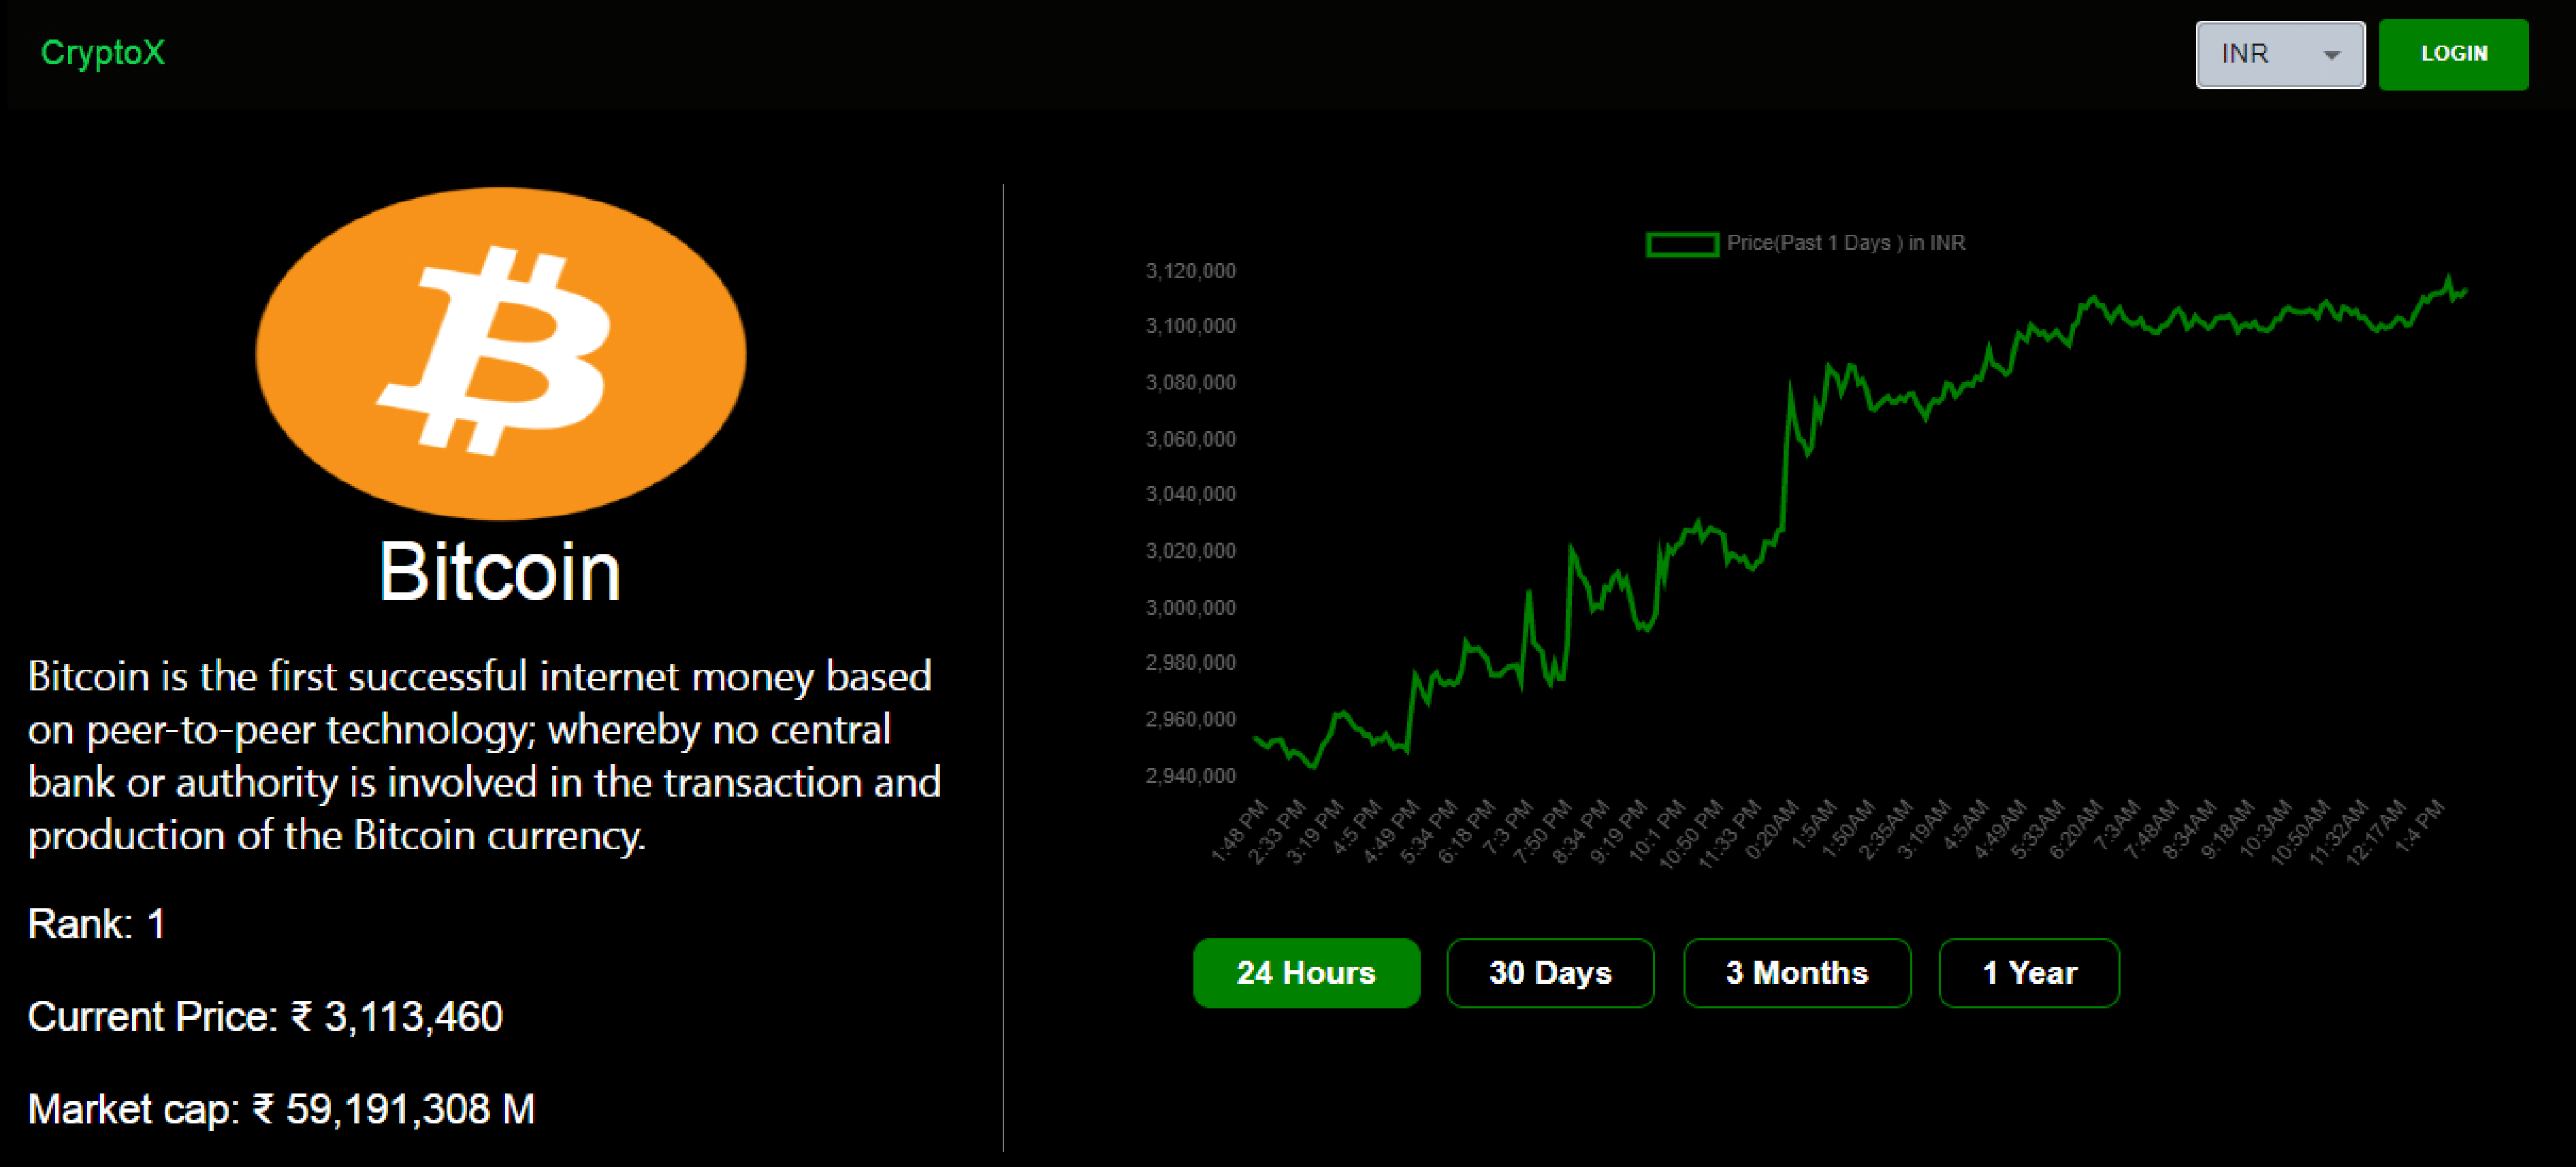 CryptoX
INR
LOGIN
Bitcoin
Bitcoin is the first successful internet money based
on peer-to-peer technology; whereby no central
bank or authority is involved in the transaction and
production of the Bitcoin currency.
Rank: 1
Current Price: ₹ 3,113,460
Market cap: ₹ 59,191,308 M
Price(Past 1 Days ) in INR
3,120,000
3,100,000
3,080,000
3,060,000
3,040,000
3,020,000
3,000,000
2,980,000
2,960,000
2,940,000
1:48 PM
2:33 PM
3:19 PM
4:5 PM
4:49 PM
5:34 PM
6:18 PM
7:3 PM
7:50 PM
8:34 PM
9:19 PM
10:1 PM
10:50 PM
11:33 PM
0:20AM
1:5AM
1:50AM
2:35AM
3:19AM
4:5AM
4:49AM
5:33AM
6:20AM
7:3AM
7:48AM
8:34AM
9:18AM
10:3AM
10:50AM
11:32AM
12:17AM
1:4 PM
24 Hours
30 Days
3 Months
1 Year